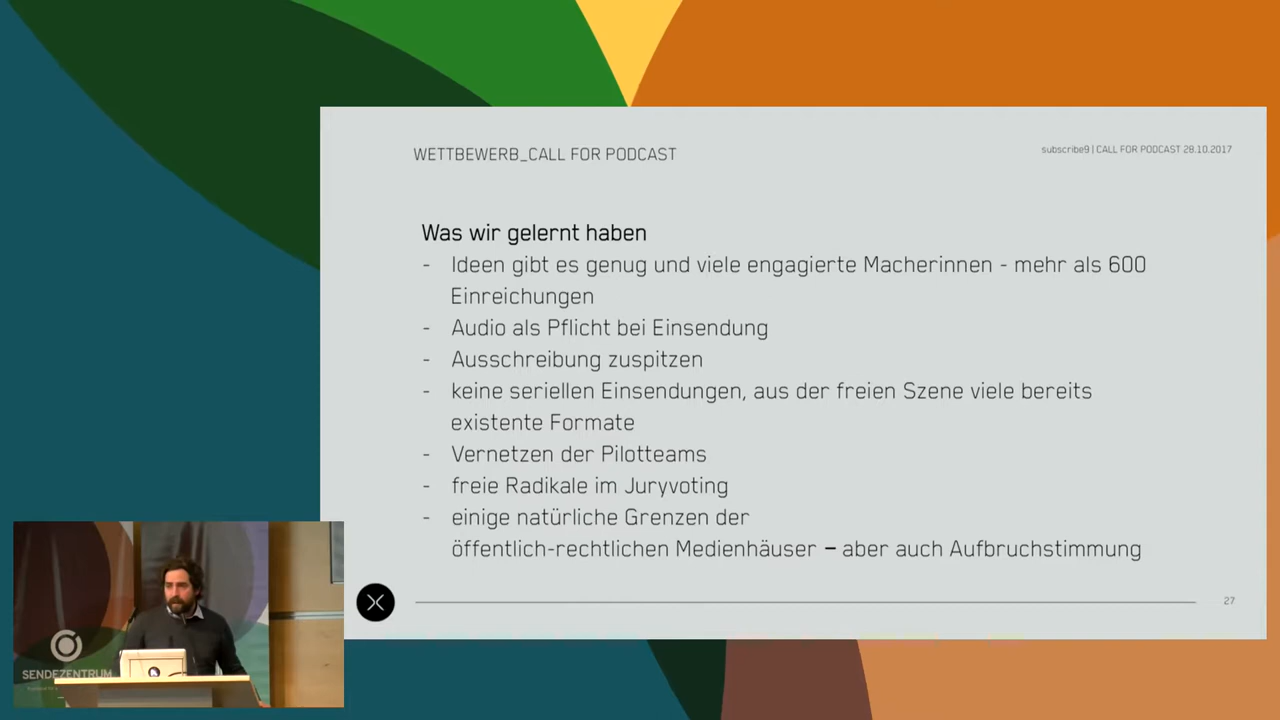 WETTBEWERB_CALL FOR PODCAST
subscribe9 | CALL FOR PODCAST 28.10.2017
Was wir gelernt haben
- Ideen gibt es genug und viele engagierte Macherinnen - mehr als 600
Einreichungen
- Audio als Pflicht bei Einsendung
- Ausschreibung zuspitzen
- keine seriellen Einsendungen, aus der freien Szene viele bereits
existente Formate
- Vernetzen der Pilotteams
- freie Radikale im Juryvoting
- einige natürliche Grenzen der
öffentlich-rechtlichen Medienhäuser – aber auch Aufbruchstimmung
27
SENDEZENTRUM